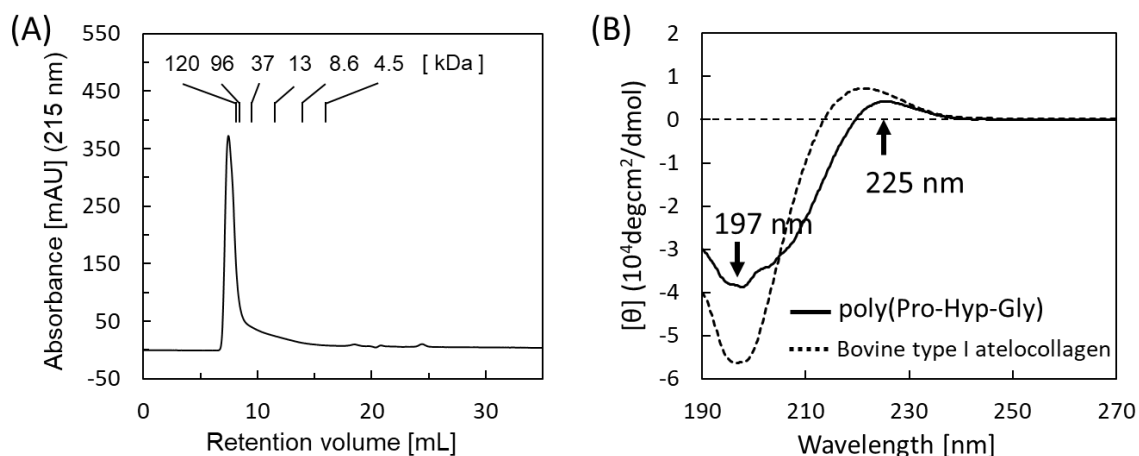 (A)
550
450
350
250
150
50
-50
Absorbance [mAU] (215 nm)
120 96 37 13 8.6 4.5 [ kDa ]
0 10 20 30
Retention volume [mL]
(B)
2
1
0
-1
-2
-3
-4
-5
-6
[θ] (10⁴degcm²/dmol)
225 nm
197 nm
poly(Pro-Hyp-Gly)
Bovine type I atelocollagen
190 210 230 250 270
Wavelength [nm]